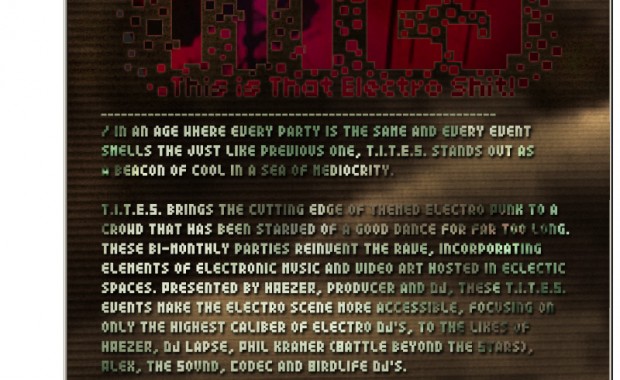 This is That Electro Shit!
/ IN AN AGE WHERE EVERY PARTY IS THE SAME AND EVERY EVENT
SMELLS THE JUST LIKE PREVIOUS ONE, T.I.T.E.S. STANDS OUT AS
A BEACON OF COOL IN A SEA OF MEDIOCRITY.
T.I.T.E.S. BRINGS THE CUTTING EDGE OF THEMED ELECTRO PUNK TO A
CROWD THAT HAS BEEN STARVED OF A GOOD DANCE FOR FAR TOO LONG.
THESE BI-MONTHLY PARTIES REINVENT THE RAVE, INCORPORATING
ELEMENTS OF ELECTRONIC MUSIC AND VIDEO ART HOSTED IN ECLECTIC
SPACES. PRESENTED BY HAEZER, PRODUCER AND DJ, THESE T.I.T.E.S.
EVENTS MAKE THE ELECTRO SCENE MORE ACCESSIBLE, FOCUSING ON
ONLY THE HIGHEST CALIBER OF ELECTRO DJ'S, TO THE LIKES OF
HAEZER, DJ LAPSE, PHIL KRAMER (BATTLE BEYOND THE STARS),
ALEX, THE SOUND, CODEC AND BIRDLIFE DJ'S.